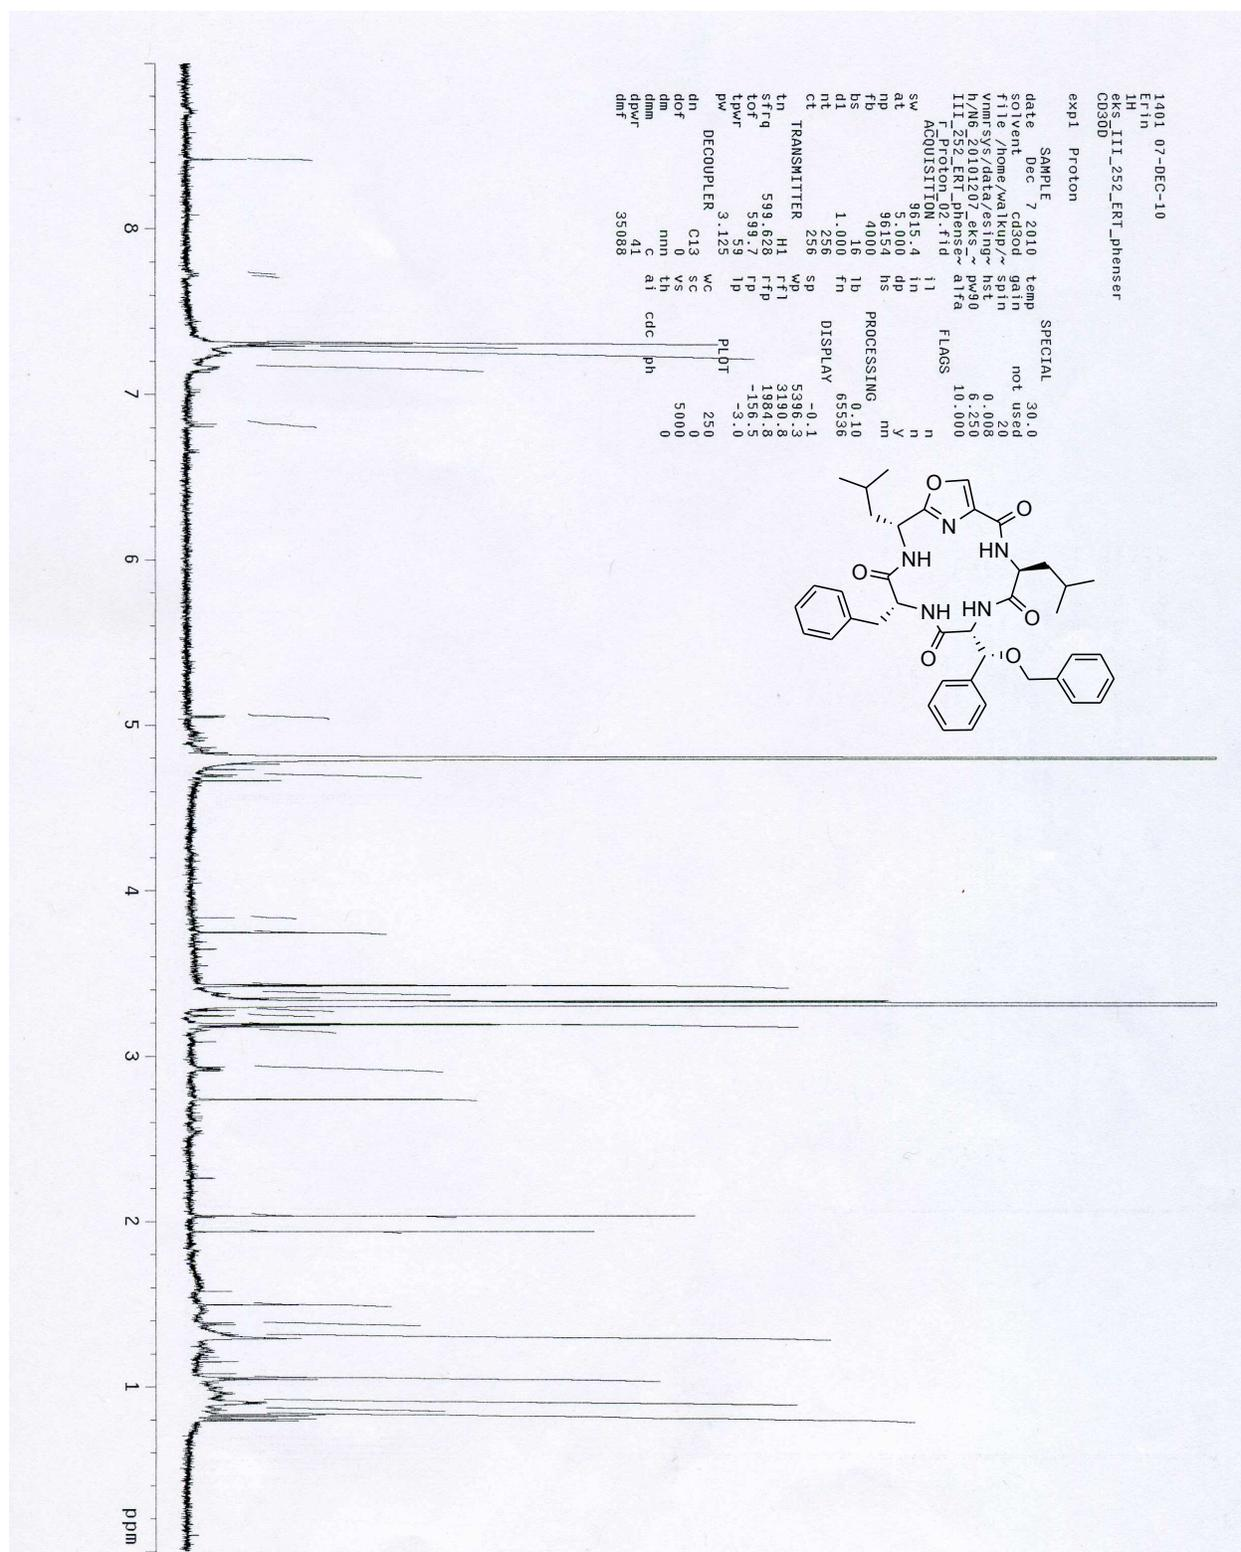 1401 07-DEC-10
Erin
1H
eks_III_252_ERT_phenser
CD3OD
exp1 Proton
SAMPLE SPECIAL
date Dec 7 2010 temp 30.0
solvent cd3od gain not used
file /home/walkup/~ spin 20
vnmrsys/data/esing~ hst 0.008
h/N6_20101207_eks_~ pw90 6.250
III_252_ERT_phense~ alfa 10.000
r_Proton_02.fid FLAGS
ACQUISITION il n
sw 9615.4 in n
at 5.000 dp y
np 96154 hs nn
fb 4000 PROCESSING
bs 16 lb 0.10
d1 1.000 fn 65536
nt 256 DISPLAY
ct 256 sp -0.1
TRANSMITTER wp 5396.3
tn H1 rfl 3190.8
sfrq 599.628 rfp 1984.8
tof 599.7 rp -156.5
tpwr 59 lp -3.0
pw 3.125 PLOT
DECOUPLER wc 250
dn C13 sc 0
dof 0 vs 5000
dm nnn th 0
dmm c ai cdc ph
dpwr 41
dmf 35088
O
N O
NH HN
O
NH HN O
O O
8 7 6 5 4 3 2 1 ppm